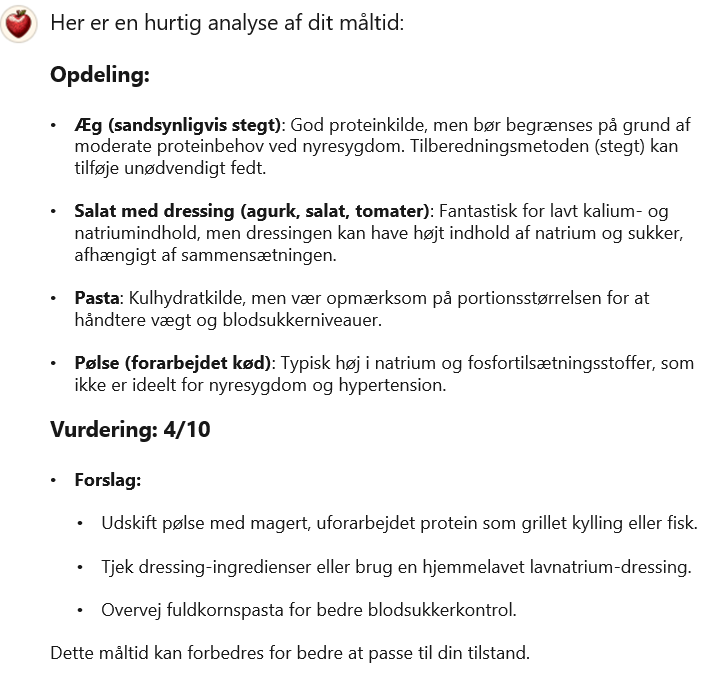 Her er en hurtig analyse af dit måltid:
Opdeling:
• Æg (sandsynligvis stegt): God proteinkilde, men bør begrænses på grund af
moderate proteinbehov ved nyresygdom. Tilberedningsmetoden (stegt) kan
tilføje unødvendigt fedt.
• Salat med dressing (agurk, salat, tomater): Fantastisk for lavt kalium- og
natriumindhold, men dressingen kan have højt indhold af natrium og sukker,
afhængigt af sammensætningen.
• Pasta: Kulhydratkilde, men vær opmærksom på portionsstørrelsen for at
håndtere vægt og blodsukkerniveauer.
• Pølse (forarbejdet kød): Typisk høj i natrium og fosfortilsætningsstoffer, som
ikke er ideelt for nyresygdom og hypertension.
Vurdering: 4/10
• Forslag:
• Udskift pølse med magert, uforarbejdet protein som grillet kylling eller fisk.
• Tjek dressing-ingredienser eller brug en hjemmelavet lavnatrium-dressing.
• Overvej fuldkornspasta for bedre blodsukkerkontrol.
Dette måltid kan forbedres for bedre at passe til din tilstand.